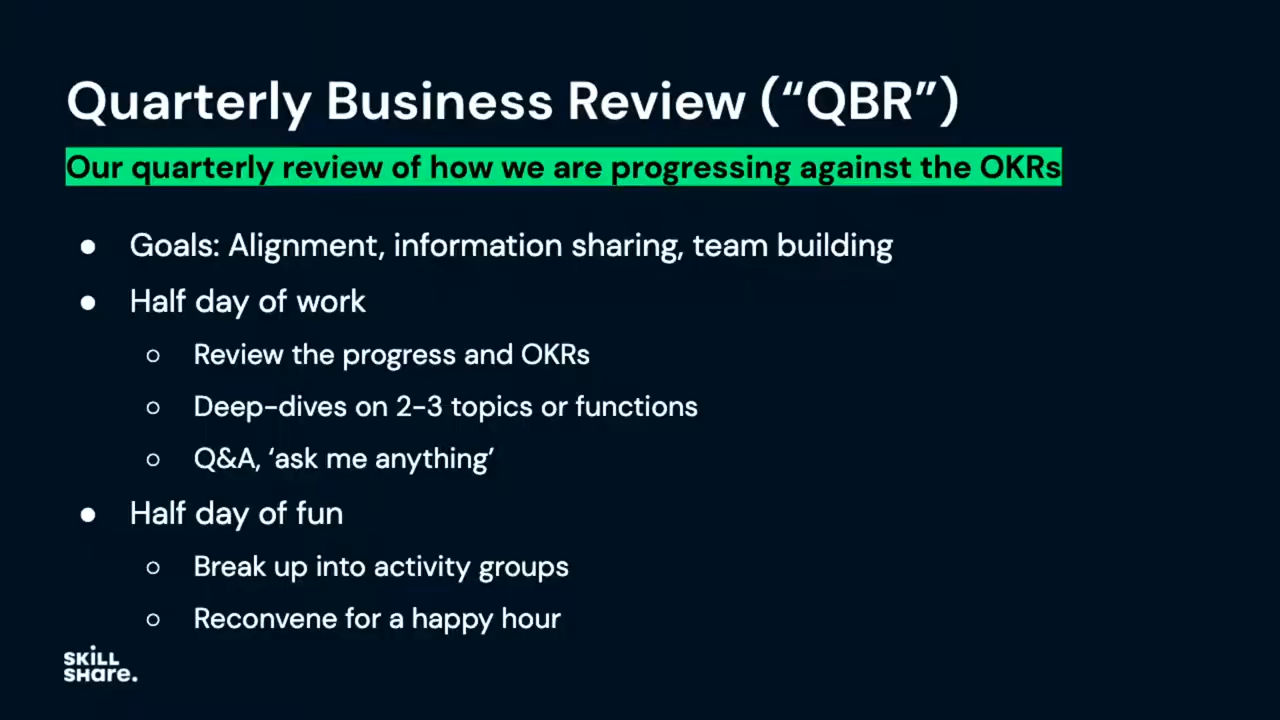 Quarterly Business Review (“QBR”)
Our quarterly review of how we are progressing against the OKRs
● Goals: Alignment, information sharing, team building
● Half day of work
○ Review the progress and OKRs
○ Deep-dives on 2-3 topics or functions
○ Q&A, ‘ask me anything’
● Half day of fun
○ Break up into activity groups
○ Reconvene for a happy hour
SKiLL
SHare.